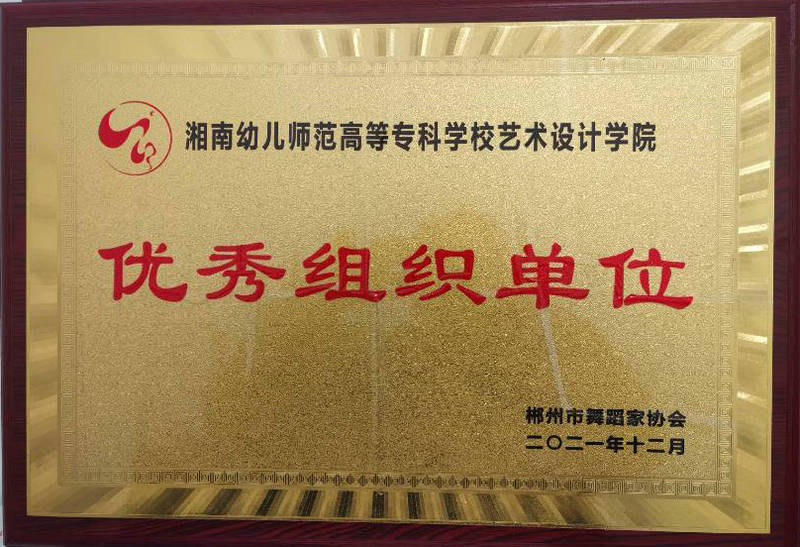 湘南幼儿师范高等专科学校艺术设计学院
优秀组织单位
郴州市舞蹈家协会
二〇二一年十二月